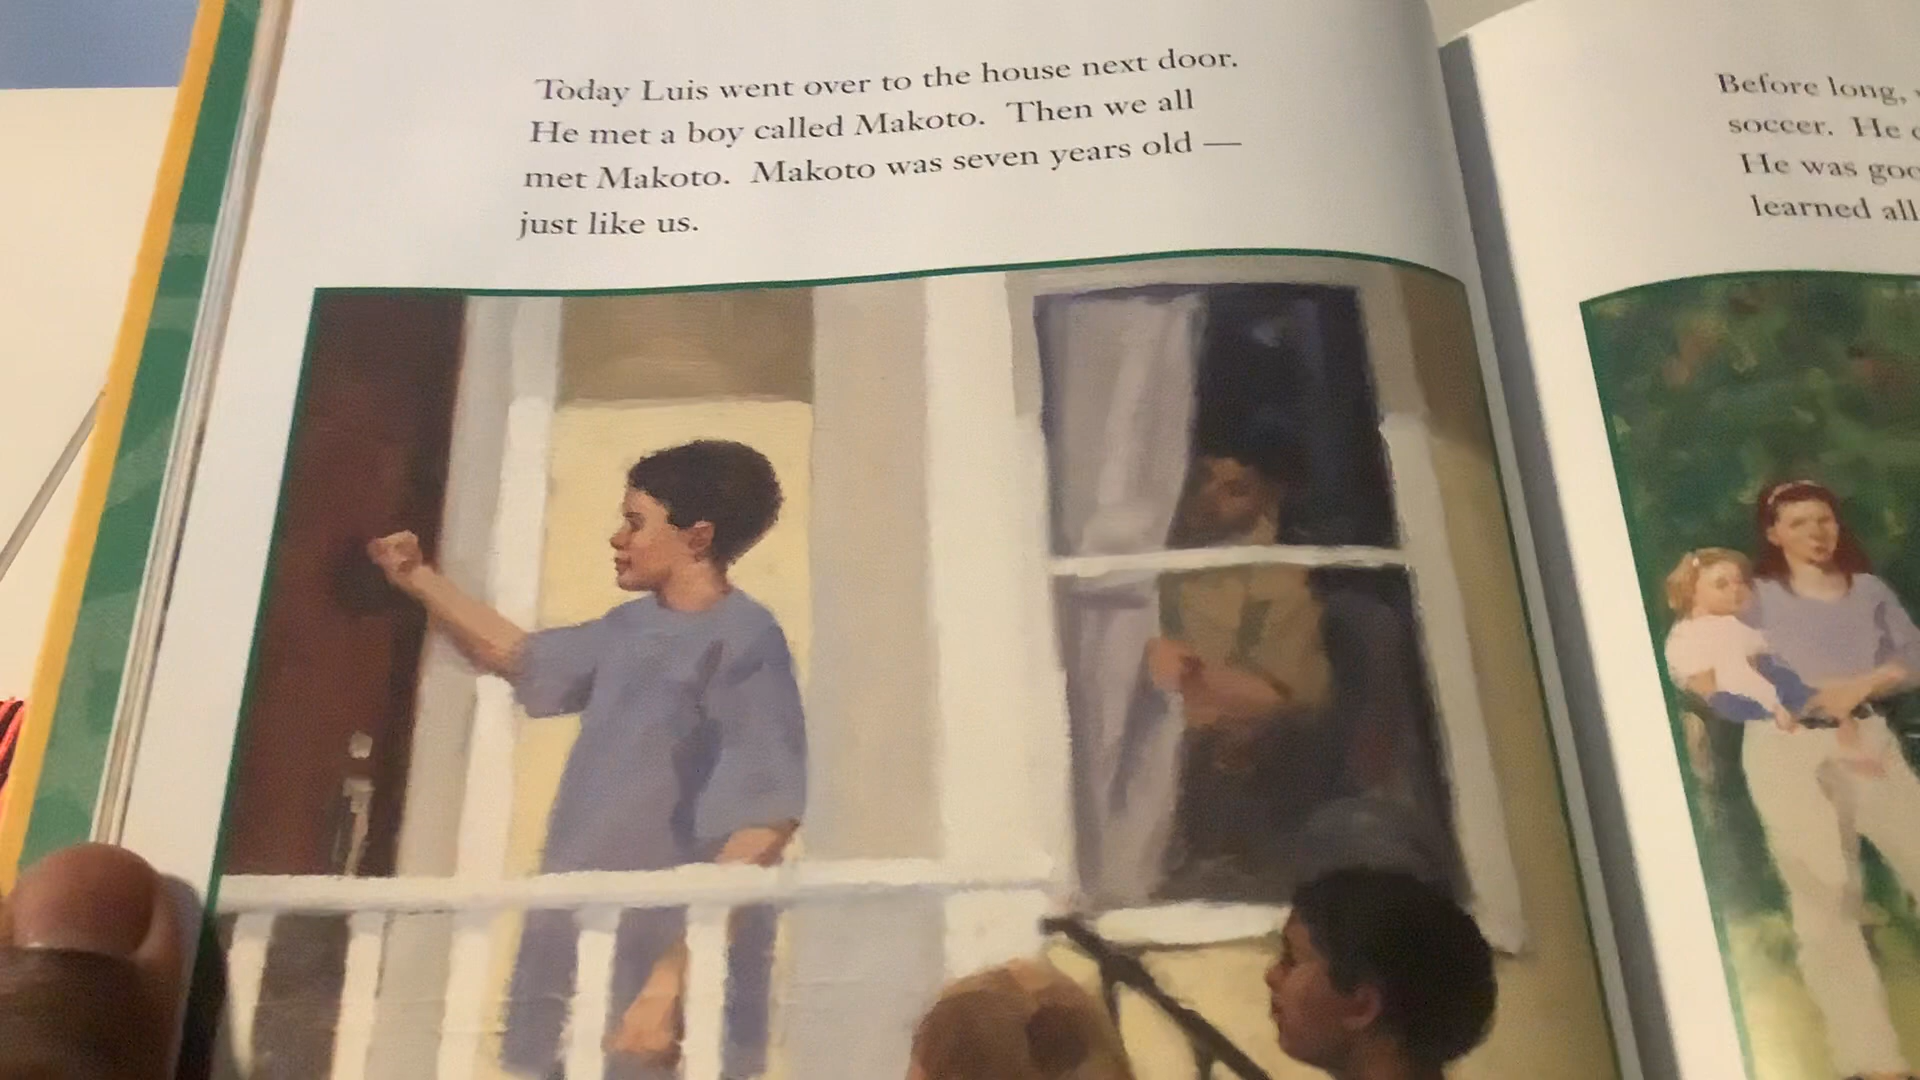 Today Luis went over to the house next door.
He met a boy called Makoto. Then we all
met Makoto. Makoto was seven years old —
just like us.
Before long,
soccer. He
He was
learned all